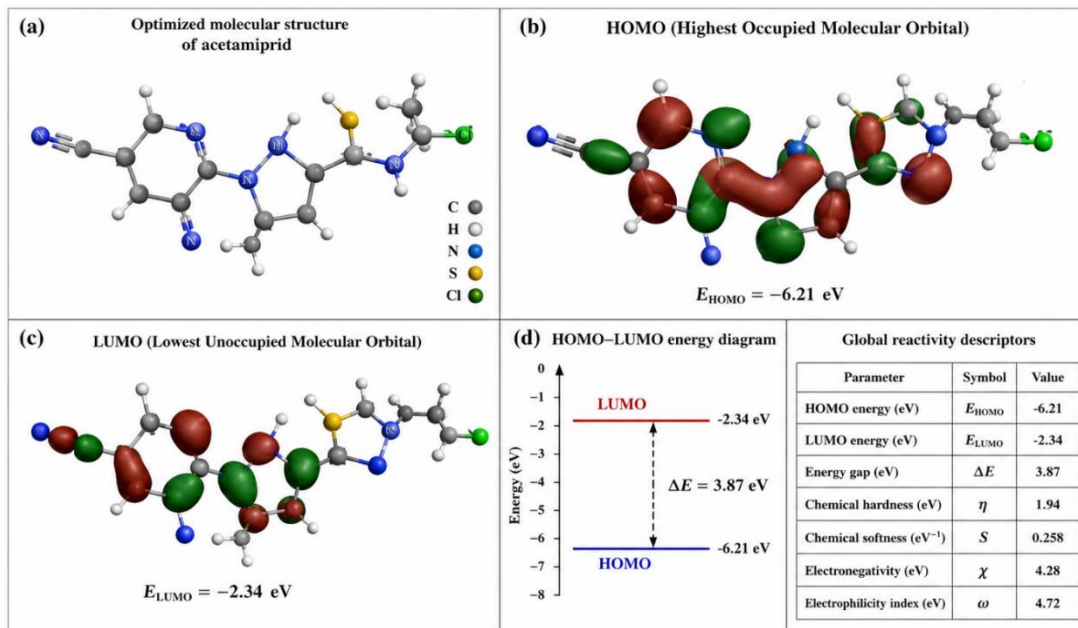 (a)
Optimized molecular structure
of acetamiprid
N
N
N
N
N
N
C
H
N
S
Cl
(b)
HOMO (Highest Occupied Molecular Orbital)
E_HOMO = −6.21 eV
(c)
LUMO (Lowest Unoccupied Molecular Orbital)
E_LUMO = −2.34 eV
(d)
HOMO–LUMO energy diagram
Energy (eV)
0
−1
−2
−3
−4
−5
−6
−7
−8
LUMO
-2.34 eV
ΔE = 3.87 eV
-6.21 eV
HOMO
Global reactivity descriptors
Parameter Symbol Value
HOMO energy (eV) E_HOMO -6.21
LUMO energy (eV) E_LUMO -2.34
Energy gap (eV) ΔE 3.87
Chemical hardness (eV) η 1.94
Chemical softness (eV⁻¹) S 0.258
Electronegativity (eV) χ 4.28
Electrophilicity index (eV) ω 4.72